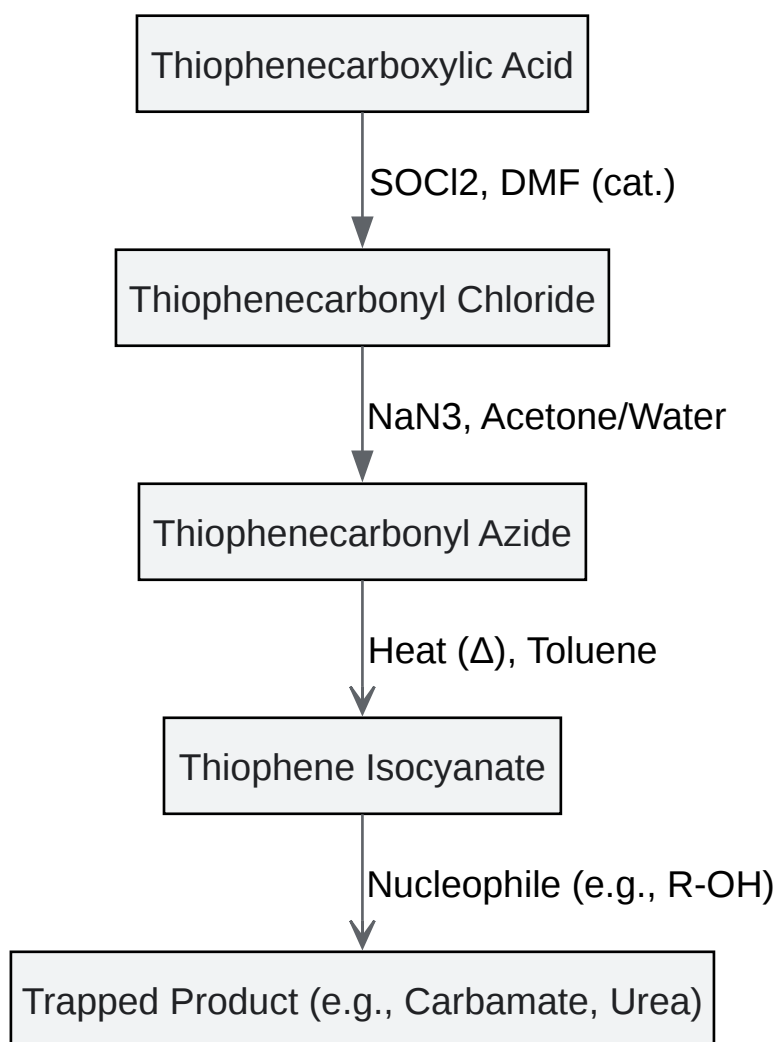 Thiophenecarboxylic Acid
SOCl2, DMF (cat.)
Thiophenecarbonyl Chloride
NaN3, Acetone/Water
Thiophenecarbonyl Azide
Heat (Δ), Toluene
Thiophene Isocyanate
Nucleophile (e.g., R-OH)
Trapped Product (e.g., Carbamate, Urea)